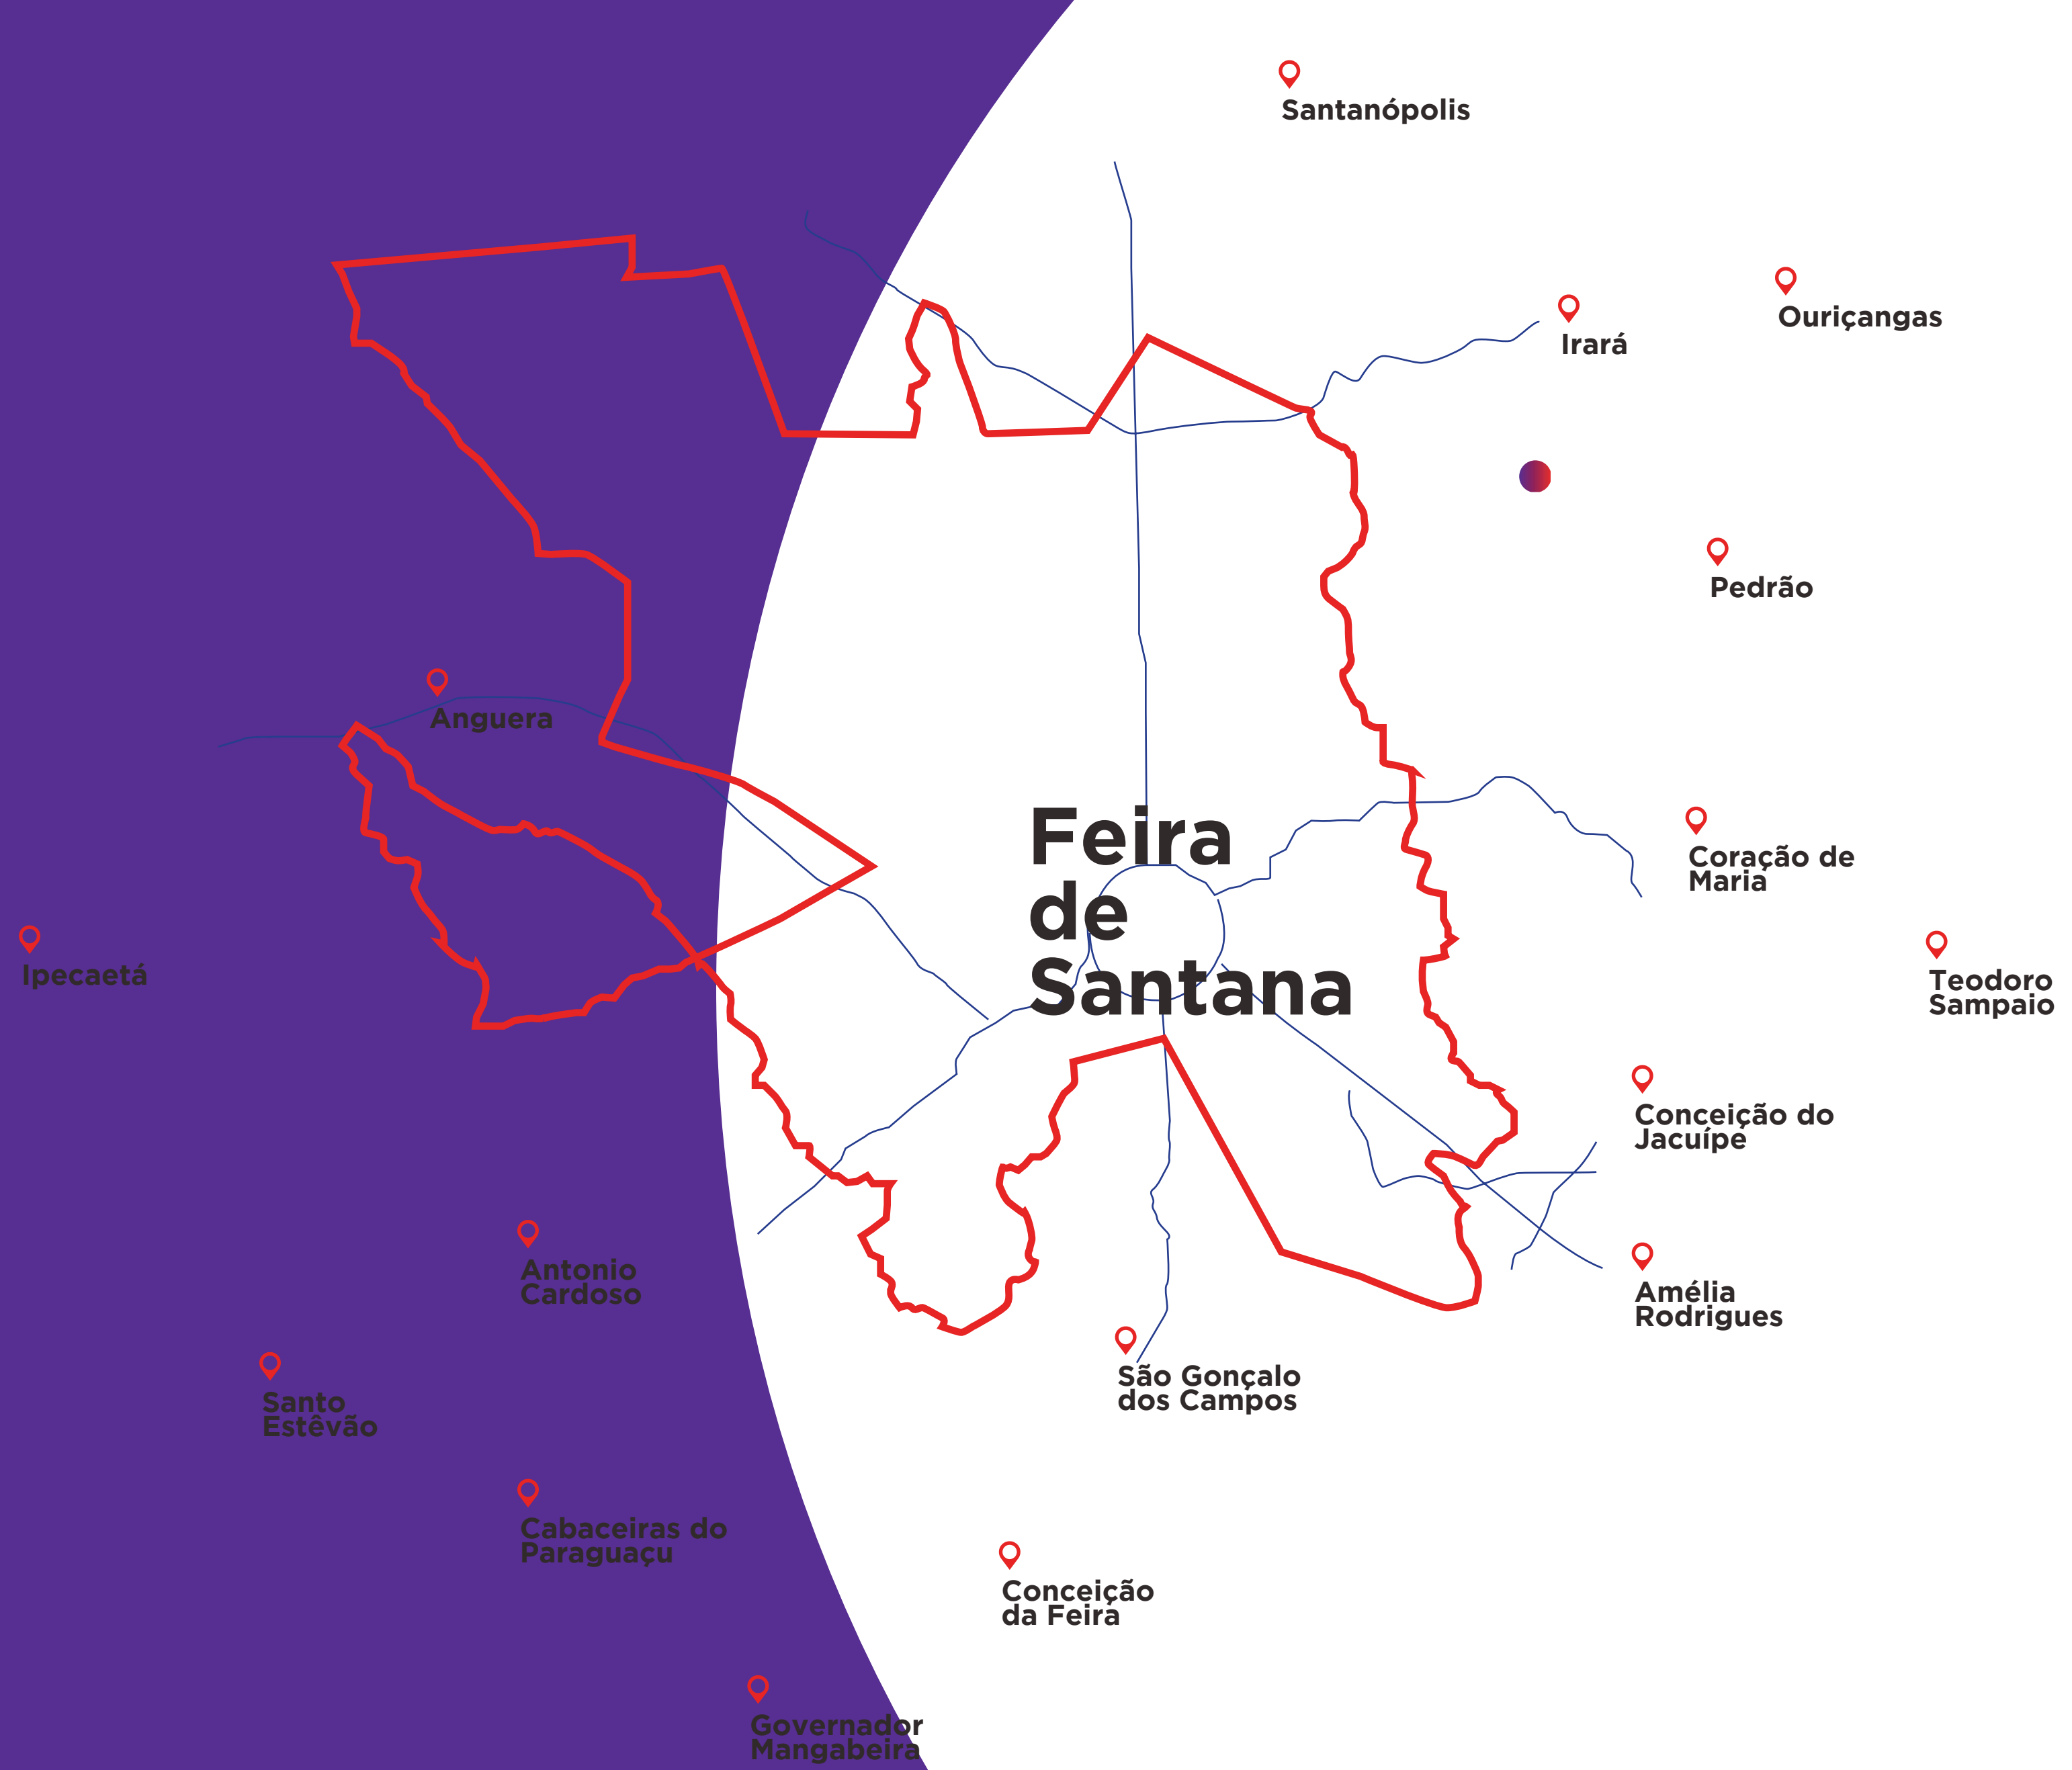 Santanópolis
Ouriçangas
Irará
Pedrão
Anguera
Feira
de
Santana
Coração de
Maria
Ipecaetá
Teodoro
Sampaio
Conceição do
Jacuípe
Antonio
Cardoso
Amélia
Rodrigues
São Gonçalo
dos Campos
Santo
Estêvão
Cabaceiras do
Paraguaçu
Conceição
da Feira
Governador
Mangabeira